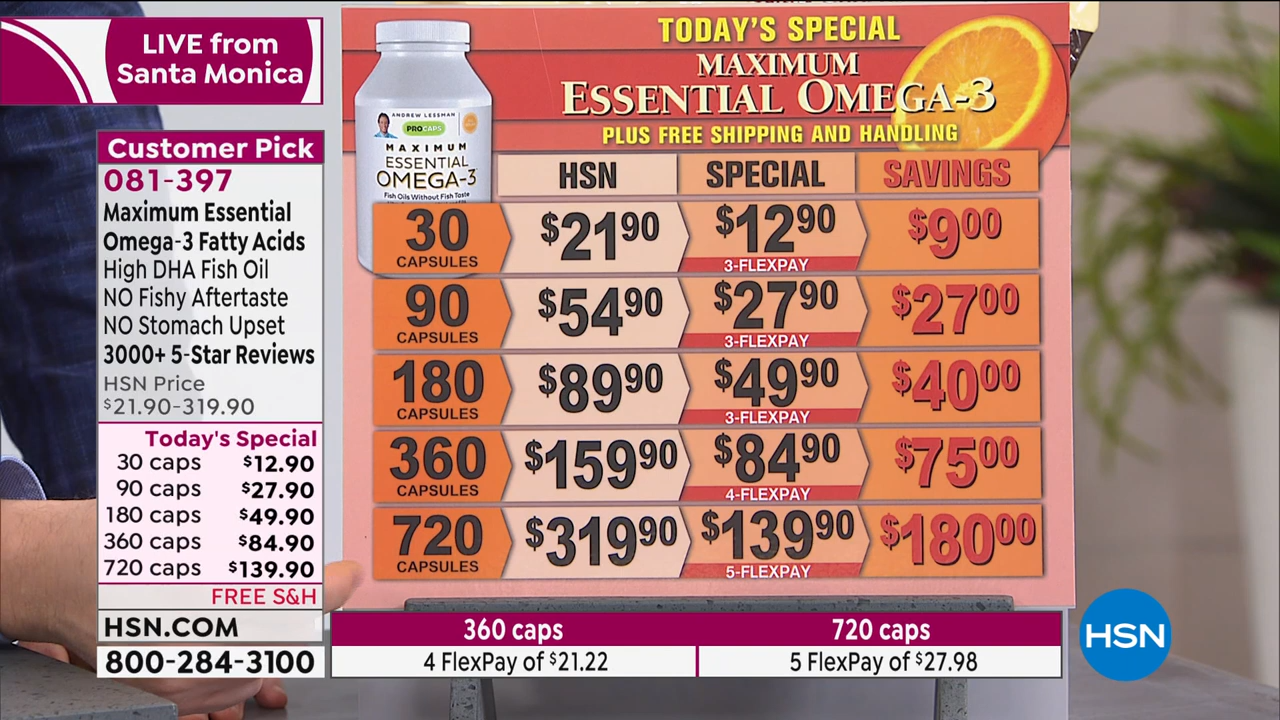 LIVE from
Santa Monica
Customer Pick
081-397
Maximum Essential
Omega-3 Fatty Acids
High DHA Fish Oil
NO Fishy Aftertaste
NO Stomach Upset
3000+ 5-Star Reviews
HSN Price
$21.90-319.90
Today's Special
30 caps $12.90
90 caps $27.90
180 caps $49.90
360 caps $84.90
720 caps $139.90
FREE S&H
HSN.COM
800-284-3100
TODAY'S SPECIAL
MAXIMUM
ESSENTIAL OMEGA-3
PLUS FREE SHIPPING AND HANDLING
ANDREW LESSMAN
PROCAPS
MAXIMUM
ESSENTIAL
OMEGA-3
Fish Oils Without Fish Taste
HSN SPECIAL SAVINGS
30 CAPSULES $21.90 $12.90 3-FLEXPAY $9.00
90 CAPSULES $54.90 $27.90 3-FLEXPAY $27.00
180 CAPSULES $89.90 $49.90 3-FLEXPAY $40.00
360 CAPSULES $159.90 $84.90 4-FLEXPAY $75.00
720 CAPSULES $319.90 $139.90 5-FLEXPAY $180.00
360 caps 720 caps
4 FlexPay of $21.22 5 FlexPay of $27.98
HSN